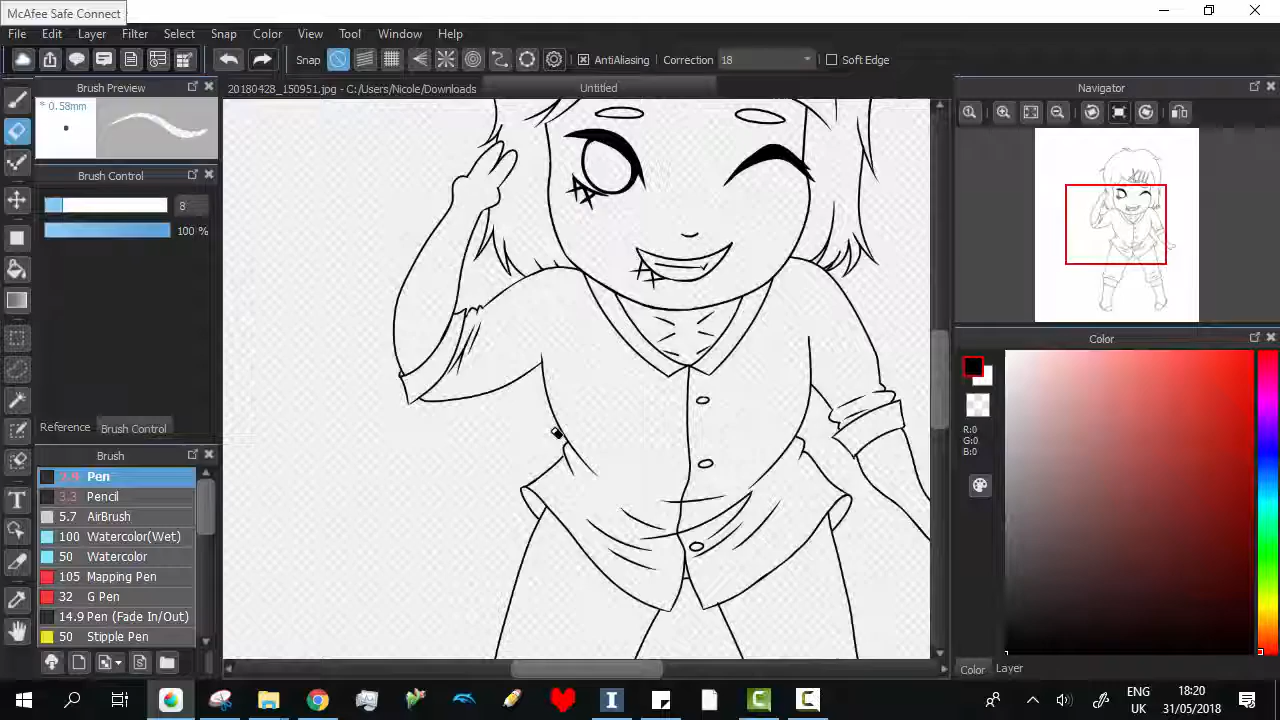 McAfee Safe Connect
File Edit Layer Filter Select Snap Color View Tool Window Help
Snap AntiAliasing Correction 18 Soft Edge
Brush Preview
* 0.58mm
20180428_150951.jpg - C:/Users/Nicole/Downloads
Untitled
Navigator
Brush Control
8
100 %
Reference Brush Control
Brush
2.9 Pen
3.3 Pencil
5.7 AirBrush
100 Watercolor(Wet)
50 Watercolor
105 Mapping Pen
32 G Pen
14.9 Pen (Fade In/Out)
50 Stipple Pen
Color
R:0
G:0
B:0
Color Layer
ENG
UK
18:20
31/05/2018